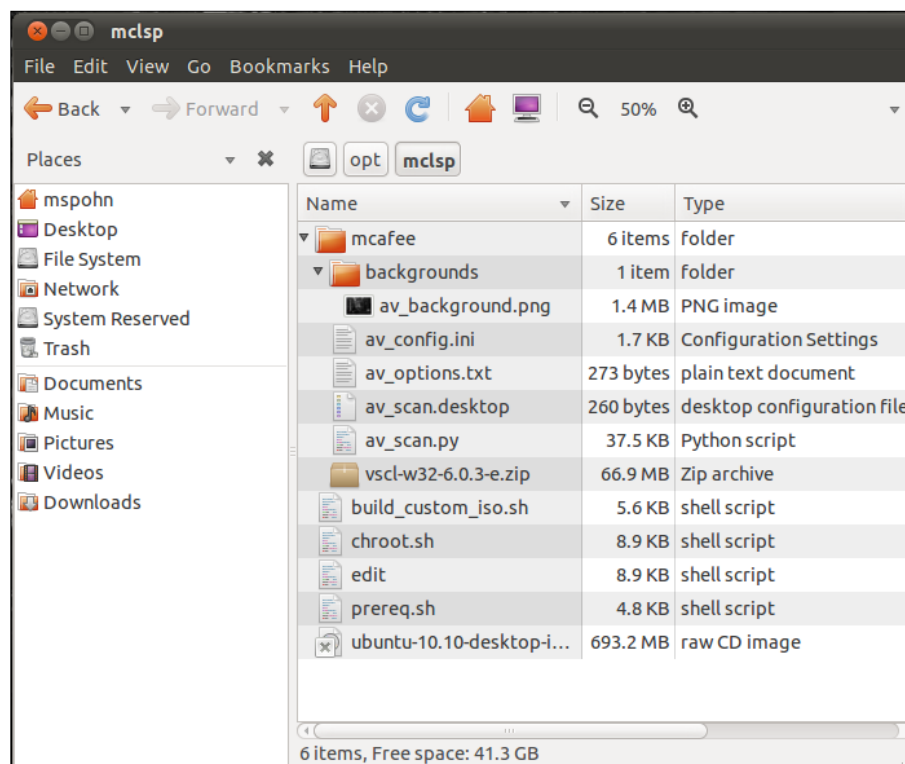 mclsp
File Edit View Go Bookmarks Help
Back Forward 50%
Places opt mclsp
mspohn
Desktop
File System
Network
System Reserved
Trash
Documents
Music
Pictures
Videos
Downloads
Name Size Type
mcafee 6 items folder
backgrounds 1 item folder
av_background.png 1.4 MB PNG image
av_config.ini 1.7 KB Configuration Settings
av_options.txt 273 bytes plain text document
av_scan.desktop 260 bytes desktop configuration file
av_scan.py 37.5 KB Python script
vscl-w32-6.0.3-e.zip 66.9 MB Zip archive
build_custom_iso.sh 5.6 KB shell script
chroot.sh 8.9 KB shell script
edit 8.9 KB shell script
prereq.sh 4.8 KB shell script
ubuntu-10.10-desktop-i... 693.2 MB raw CD image
6 items, Free space: 41.3 GB